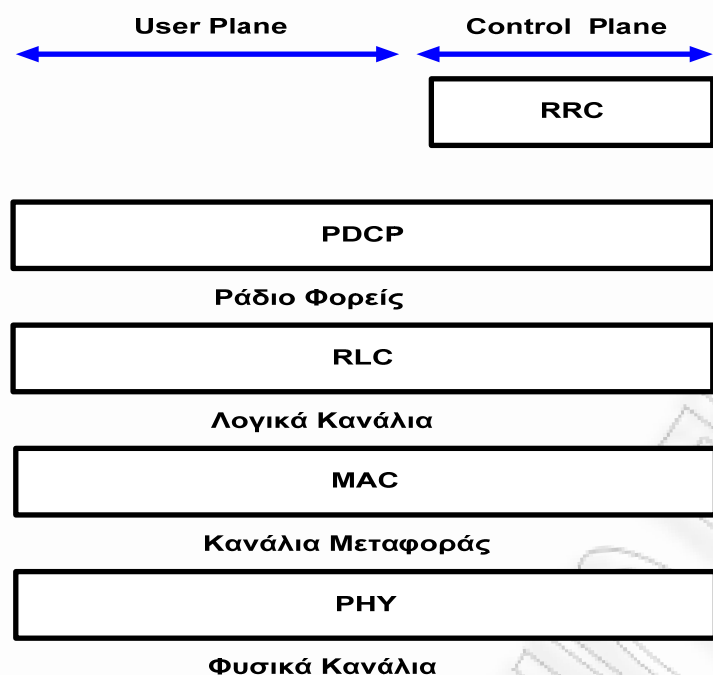 User Plane
Control Plane
RRC
PDCP
Ράδιο Φορείς
RLC
Λογικά Κανάλια
MAC
Κανάλια Μεταφοράς
PHY
Φυσικά Κανάλια